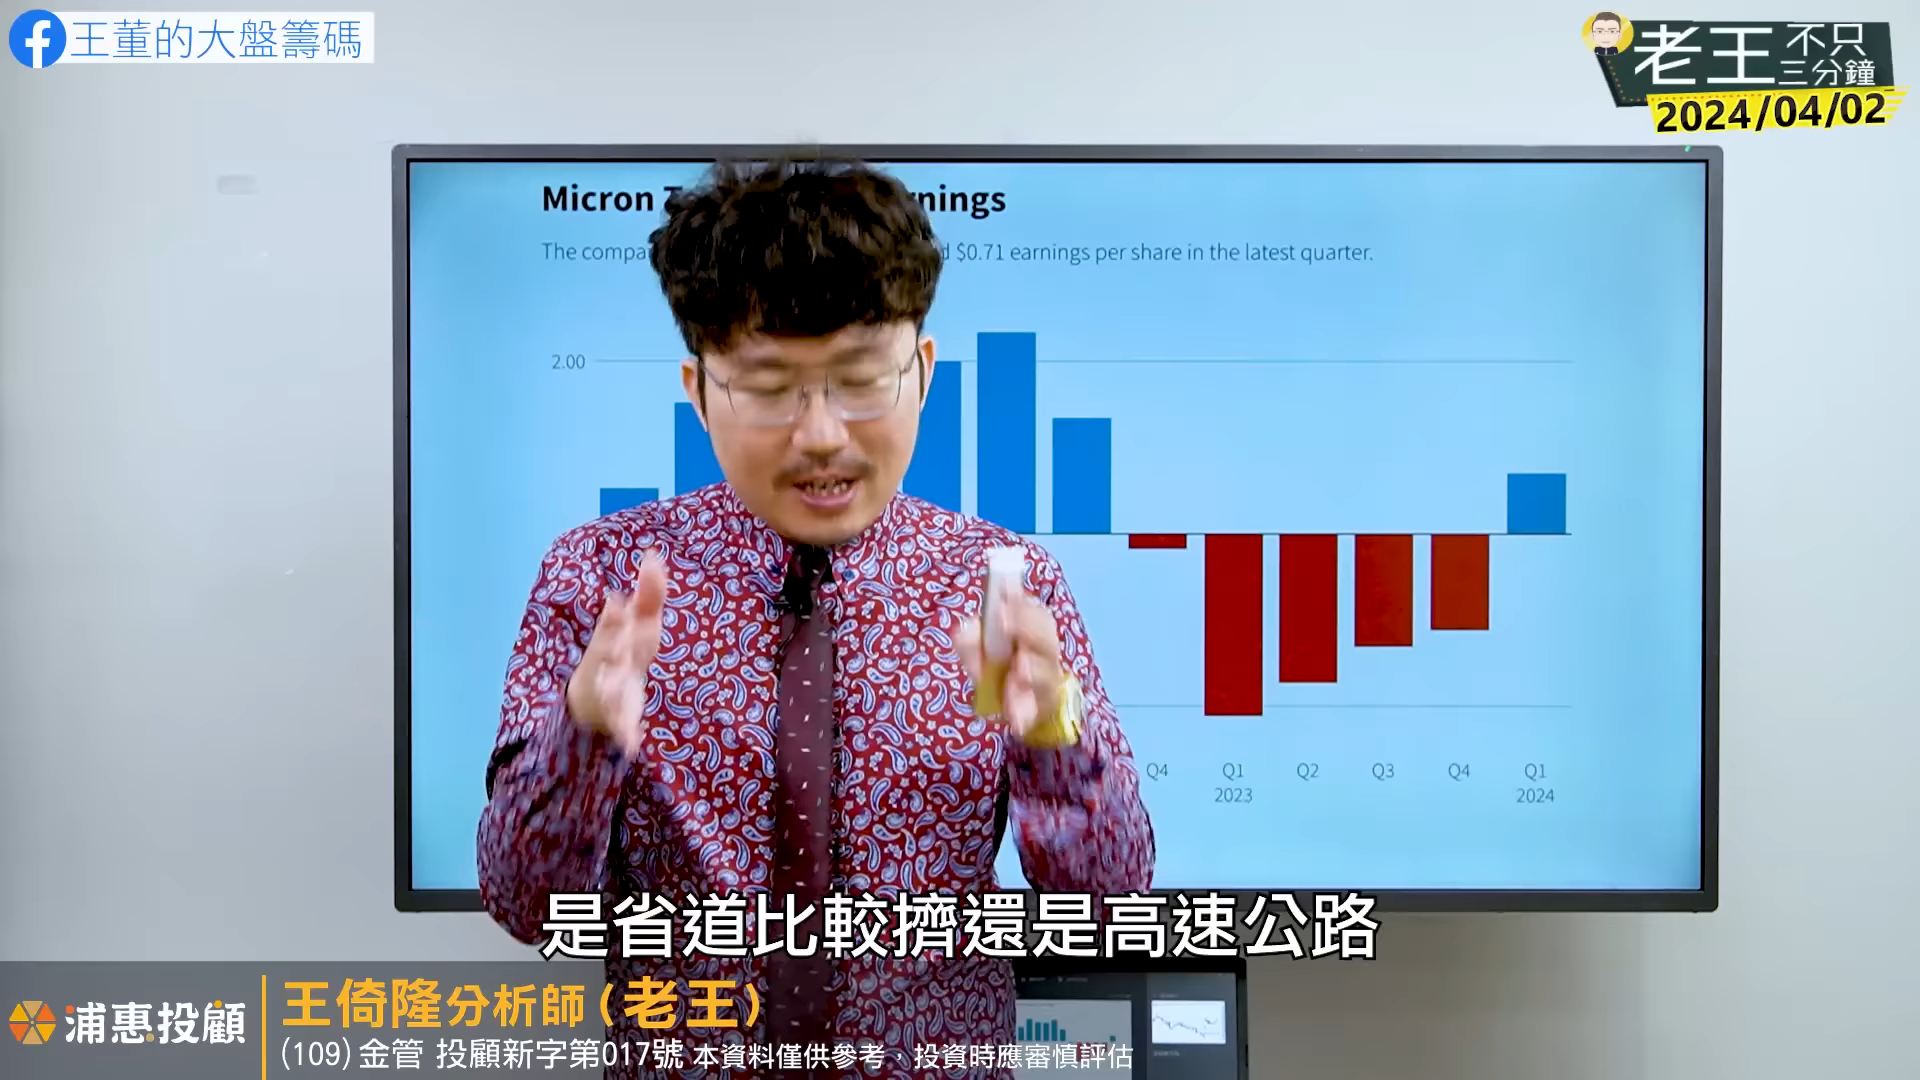 王董的大盤籌碼
老王 不只三分鐘
2024/04/02
Micron nings
The compa $0.71 earnings per share in the latest quarter.
2.00
Q4 Q1 Q2 Q3 Q4 Q1
2023 2024
是省道比較擠還是高速公路
浦惠投顧
王倚隆分析師(老王)
(109)金管 投顧新字第017號 本資料僅供參考，投資時應審慎評估